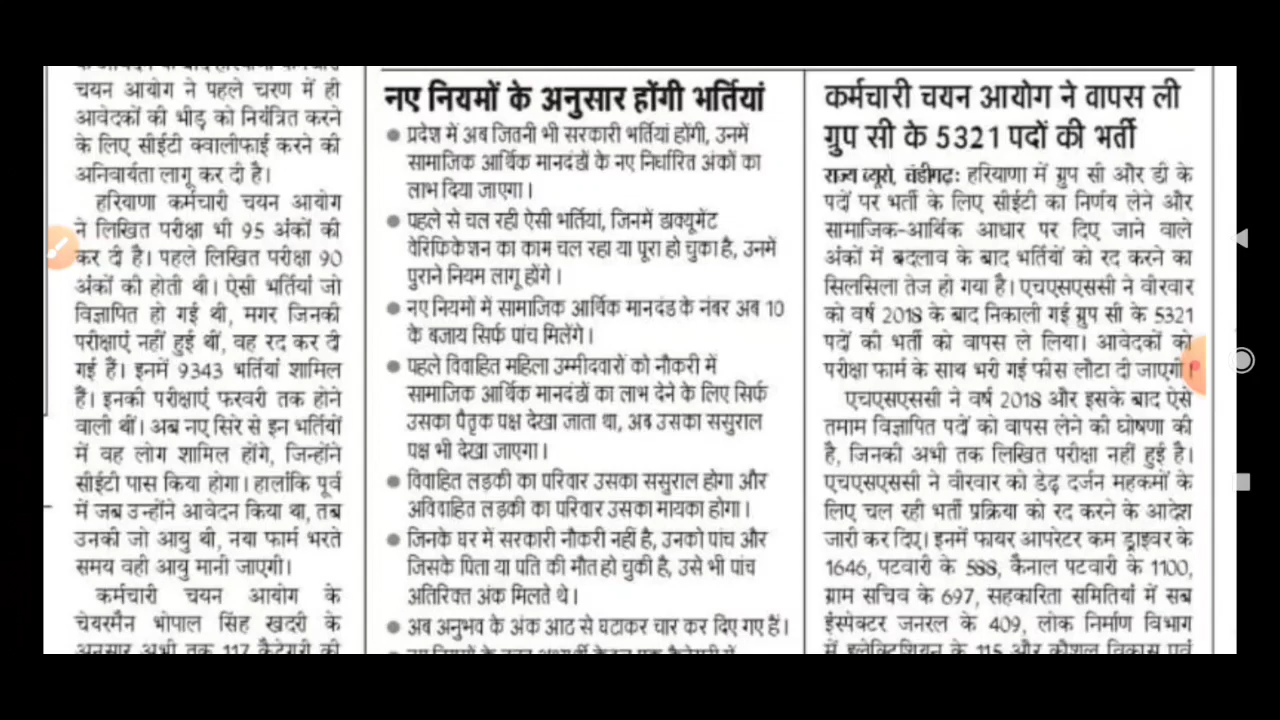 चयन आयोग ने पहले चरण में ही
आवेदकों की भीड़ को नियंत्रित करने
के लिए सीईटी क्वालीफाई करने की
अनिवार्यता लागू कर दी है।
हरियाणा कर्मचारी चयन आयोग
ने लिखित परीक्षा भी 95 अंकों की
कर दी है। पहले लिखित परीक्षा 90
अंकों की होती थी। ऐसी भर्तियां जो
विज्ञापित हो गई थी, मगर जिनकी
परीक्षाएं नहीं हुई थीं, वह रद कर दी
गई हैं। इनमें 9343 भर्तियां शामिल
हैं। इनकी परीक्षाएं फरवरी तक होने
वाली थीं। अब नए सिरे से इन भर्तियों
में वह लोग शामिल होंगे, जिन्होंने
सीईटी पास किया होगा। हालांकि पूर्व
में जब उन्होंने आवेदन किया था, तब
उनकी जो आयु थी, नया फार्म भरते
समय वही आयु मानी जाएगी।
कर्मचारी चयन आयोग के
चेयरमैन भोपाल सिंह खदरी के
अनुसार अभी तक 117 कैटेगरी की
नए नियमों के अनुसार होंगी भर्तियां
● प्रदेश में अब जितनी भी सरकारी भर्तियां होंगी, उनमें
सामाजिक आर्थिक मानदंडों के नए निर्धारित अंकों का
लाभ दिया जाएगा।
● पहले से चल रही ऐसी भर्तियां, जिनमें डाक्यूमेंट
वेरिफिकेशन का काम चल रहा या पूरा हो चुका है, उनमें
पुराने नियम लागू होंगे।
● नए नियमों में सामाजिक आर्थिक मानदंड के नंबर अब 10
के बजाय सिर्फ पांच मिलेंगे।
● पहले विवाहित महिला उम्मीदवारों को नौकरी में
सामाजिक आर्थिक मानदंडों का लाभ देने के लिए सिर्फ
उसका पैतृक पक्ष देखा जाता था, अब उसका ससुराल
पक्ष भी देखा जाएगा।
● विवाहित लड़की का परिवार उसका ससुराल होगा और
अविवाहित लड़की का परिवार उसका मायका होगा।
● जिनके घर में सरकारी नौकरी नहीं है, उनको पांच और
जिसके पिता या पति की मौत हो चुकी है, उसे भी पांच
अतिरिक्त अंक मिलते थे।
● अब अनुभव के अंक आठ से घटाकर चार कर दिए गए हैं।
कर्मचारी चयन आयोग ने वापस ली
ग्रुप सी के 5321 पदों की भर्ती
राज्य ब्यूरो, चंडीगढ़: हरियाणा में ग्रुप सी और डी के
पदों पर भर्ती के लिए सीईटी का निर्णय लेने और
सामाजिक-आर्थिक आधार पर दिए जाने वाले
अंकों में बदलाव के बाद भर्तियों को रद करने का
सिलसिला तेज हो गया है। एचएसएससी ने वीरवार
को वर्ष 2018 के बाद निकाली गई ग्रुप सी के 5321
पदों की भर्ती को वापस ले लिया। आवेदकों को
परीक्षा फार्म के साथ भरी गई फीस लौटा दी जाएगी।
एचएसएससी ने वर्ष 2018 और इसके बाद ऐसे
तमाम विज्ञापित पदों को वापस लेने की घोषणा की
है, जिनकी अभी तक लिखित परीक्षा नहीं हुई है।
एचएसएससी ने वीरवार को डेढ़ दर्जन महकमों के
लिए चल रही भर्ती प्रक्रिया को रद करने के आदेश
जारी कर दिए। इनमें फायर आपरेटर कम ड्राइवर के
1646, पटवारी के 588, कैनाल पटवारी के 1100,
ग्राम सचिव के 697, सहकारिता समितियों में सब
इंस्पेक्टर जनरल के 409, लोक निर्माण विभाग
में इलेक्ट्रिशियन के 115 और कौशल विकास एवं